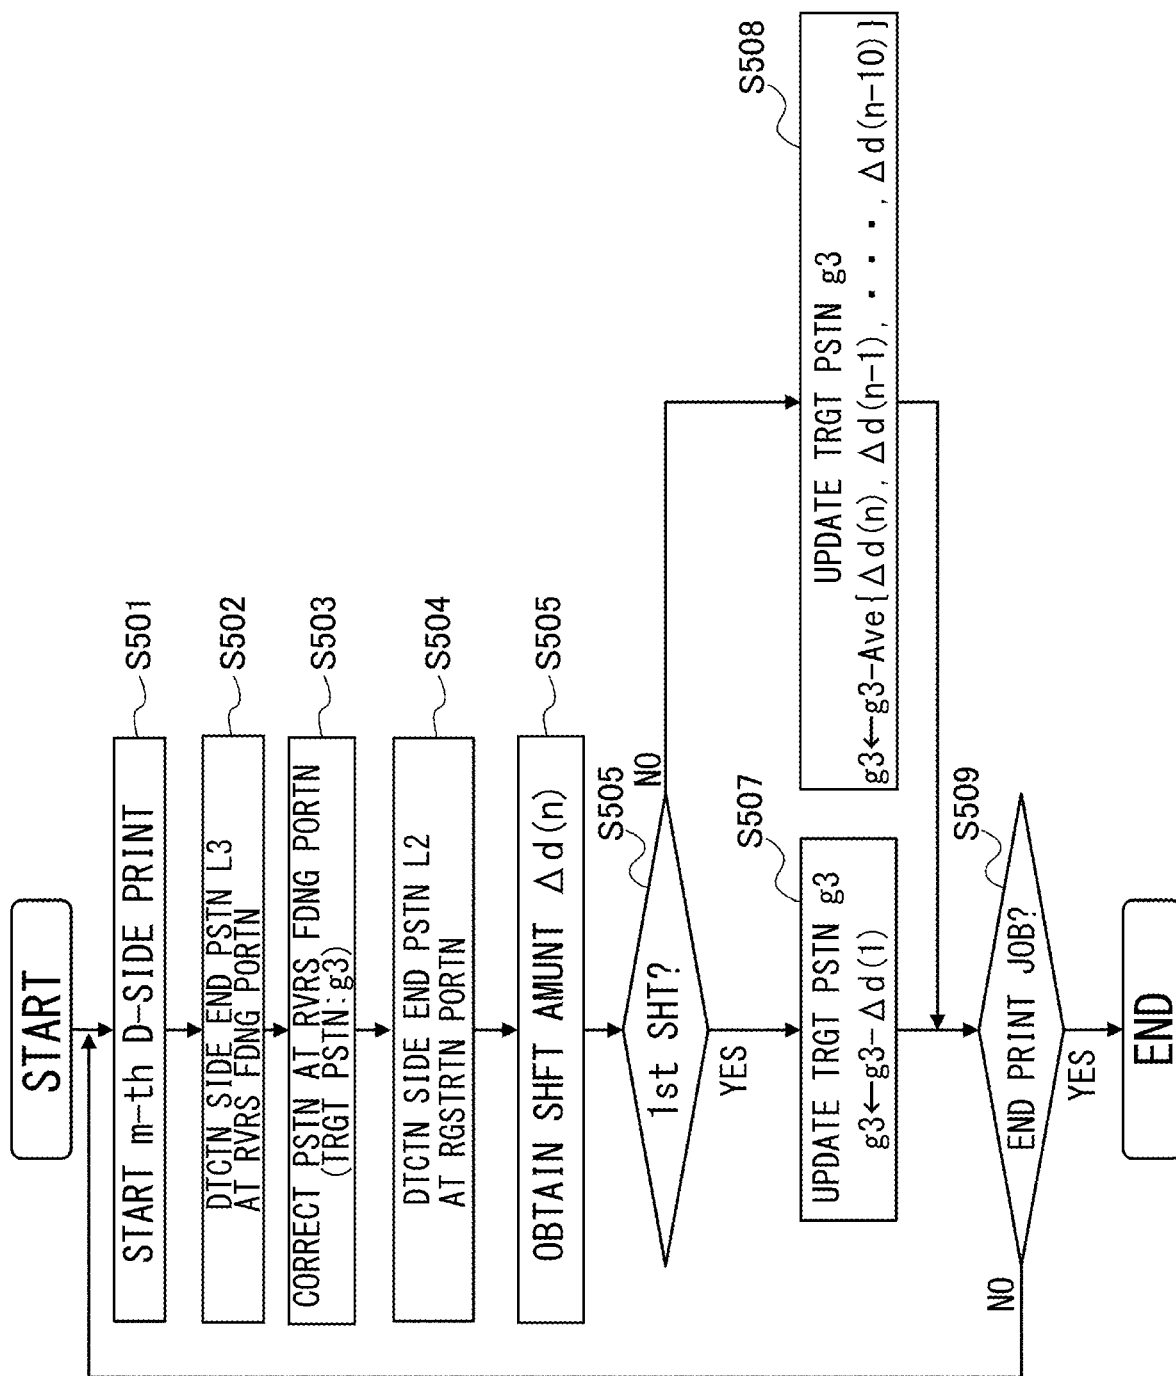 START
START m-th D-SIDE PRINT
S501
DTCTN SIDE END PSTN L3
AT RVRS FDNG PORTN
S502
CORRECT PSTN AT RVRS FDNG PORTN
(TRGT PSTN:g3)
S503
DTCTN SIDE END PSTN L2
AT RGSTRTN PORTN
S504
OBTAIN SHFT AMUNT Δd(n)
S505
1st SHT?
S505
NO
YES
UPDATE TRGT PSTN g3
g3←g3-Δd(1)
S507
UPDATE TRGT PSTN g3
g3←g3-Ave{Δd(n), Δd(n-1), ・・・, Δd(n-10)}
S508
END PRINT JOB?
S509
NO
YES
END